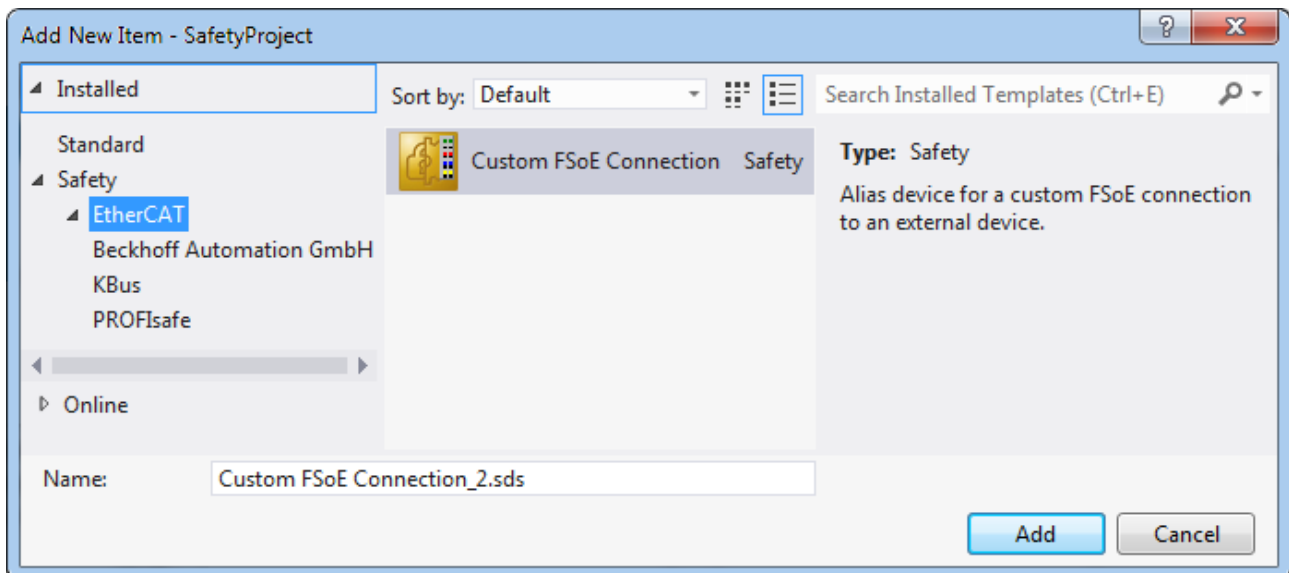 Add New Item - SafetyProject
Installed
Sort by: Default
Search Installed Templates (Ctrl+E)
Standard
Safety
EtherCAT
Beckhoff Automation GmbH
KBus
PROFIsafe
Online
Custom FSoE Connection Safety
Type: Safety
Alias device for a custom FSoE connection
to an external device.
Name: Custom FSoE Connection_2.sds
Add Cancel